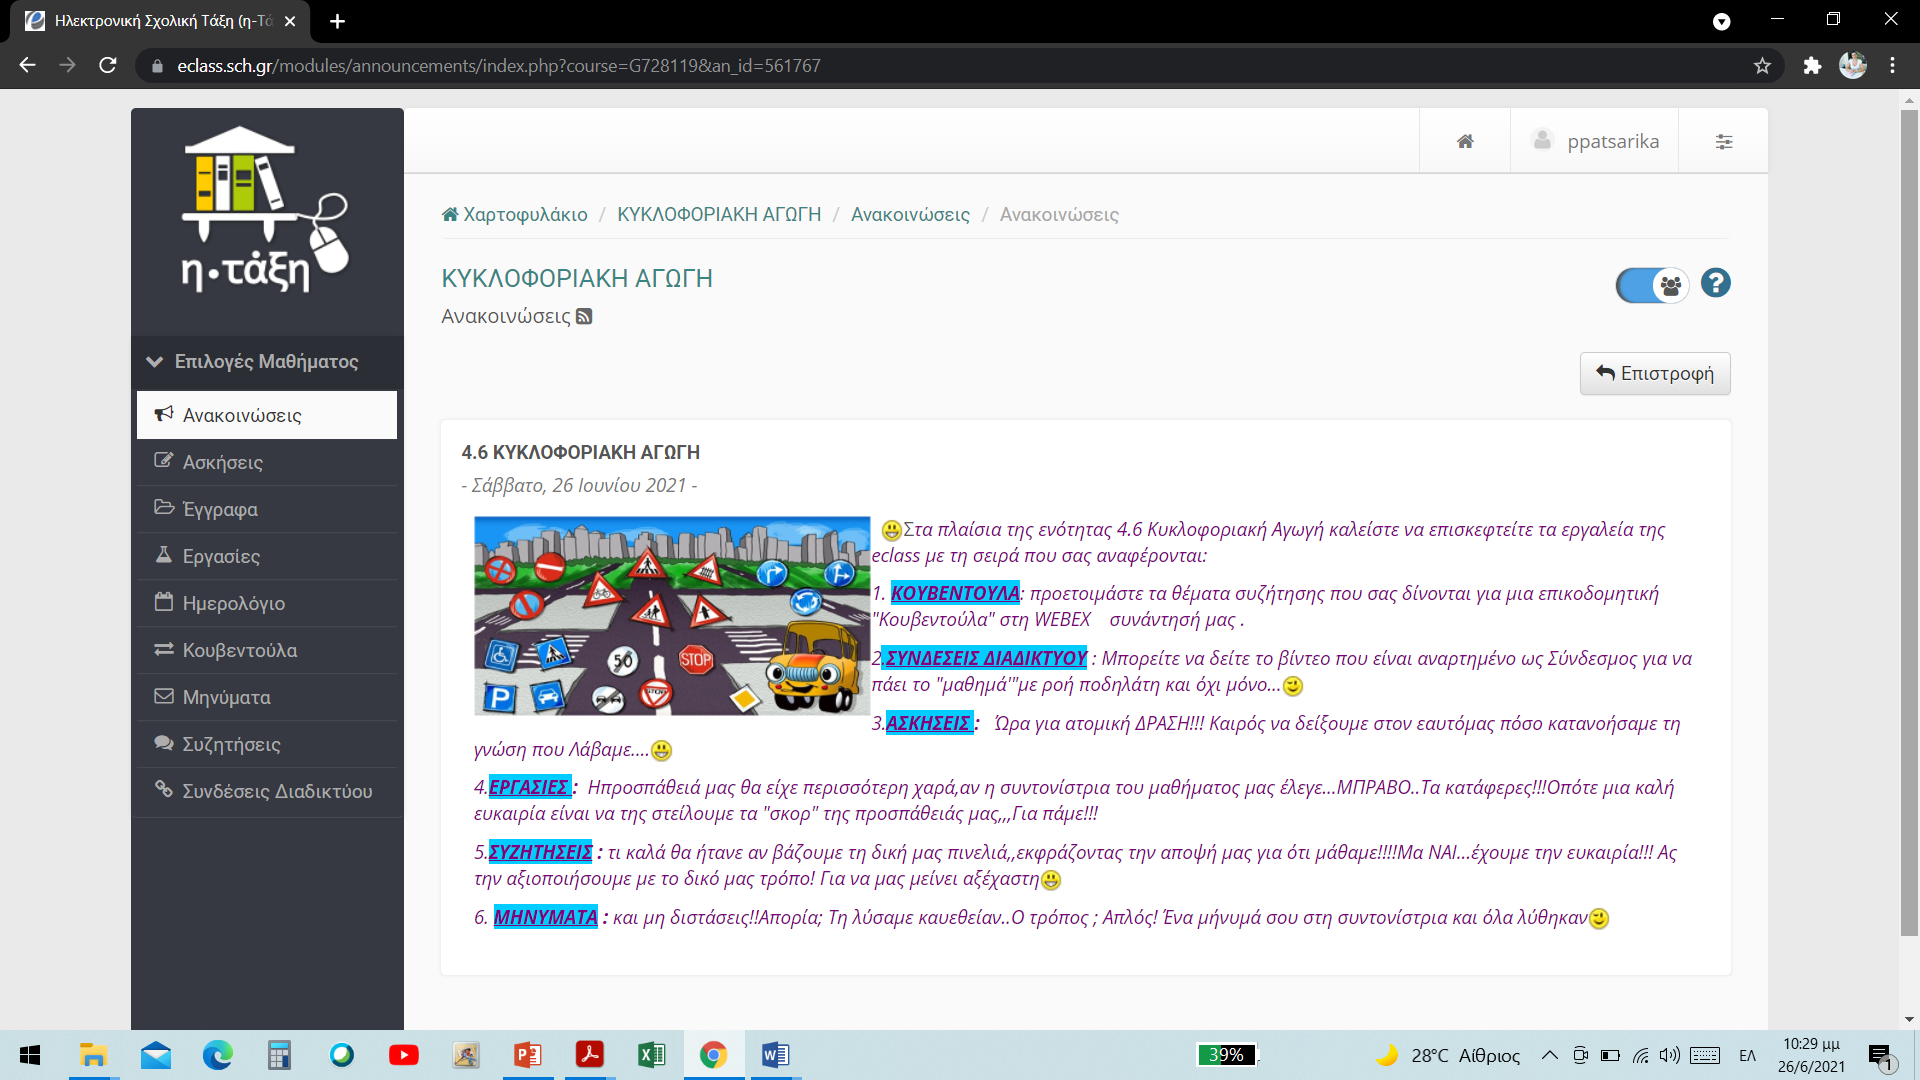 Ηλεκτρονική Σχολική Τάξη (η-Τά
eclass.sch.gr/modules/announcements/index.php?course=G728119&an_id=561767
η·τάξη
ppatsarika
Χαρτοφυλάκιο / ΚΥΚΛΟΦΟΡΙΑΚΗ ΑΓΩΓΗ / Ανακοινώσεις / Ανακοινώσεις
ΚΥΚΛΟΦΟΡΙΑΚΗ ΑΓΩΓΗ
Ανακοινώσεις
Επιστροφή
Επιλογές Μαθήματος
Ανακοινώσεις
Ασκήσεις
Έγγραφα
Εργασίες
Ημερολόγιο
Κουβεντούλα
Μηνύματα
Συζητήσεις
Συνδέσεις Διαδικτύου
4.6 ΚΥΚΛΟΦΟΡΙΑΚΗ ΑΓΩΓΗ
- Σάββατο, 26 Ιουνίου 2021 -
50
STOP
P
Στα πλαίσια της ενότητας 4.6 Κυκλοφοριακή Αγωγή καλείστε να επισκεφτείτε τα εργαλεία της
eclass με τη σειρά που σας αναφέρονται:
1. ΚΟΥΒΕΝΤΟΥΛΑ: προετοιμάστε τα θέματα συζήτησης που σας δίνονται για μια επικοδομητική
"Κουβεντούλα" στη WEBEX συνάντησή μας .
2.ΣΥΝΔΕΣΕΙΣ ΔΙΑΔΙΚΤΥΟΥ : Μπορείτε να δείτε το βίντεο που είναι αναρτημένο ως Σύνδεσμος για να
πάει το "μαθημά'"με ροή ποδηλάτη και όχι μόνο...
3.ΑΣΚΗΣΕΙΣ : Ώρα για ατομική ΔΡΑΣΗ!!! Καιρός να δείξουμε στον εαυτόμας πόσο κατανοήσαμε τη
γνώση που Λάβαμε....
4.ΕΡΓΑΣΙΕΣ : Ηπροσπάθειά μας θα είχε περισσότερη χαρά,αν η συντονίστρια του μαθήματος μας έλεγε...ΜΠΡΑΒΟ..Τα κατάφερες!!!Οπότε μια καλή
ευκαιρία είναι να της στείλουμε τα "σκορ" της προσπάθειάς μας,,,Για πάμε!!!
5.ΣΥΖΗΤΗΣΕΙΣ : τι καλά θα ήτανε αν βάζουμε τη δική μας πινελιά,,εκφράζοντας την αποψή μας για ότι μάθαμε!!!!Μα ΝΑΙ...έχουμε την ευκαιρία!!! Ας
την αξιοποιήσουμε με το δικό μας τρόπο! Για να μας μείνει αξέχαστη
6. ΜΗΝΥΜΑΤΑ : και μη διστάσεις!!Απορία; Τη λύσαμε καυεθείαν..Ο τρόπος ; Απλός! Ένα μήνυμά σου στη συντονίστρια και όλα λύθηκαν
39%
28°C Αίθριος
ΕΛ
10:29 μμ
26/6/2021
1